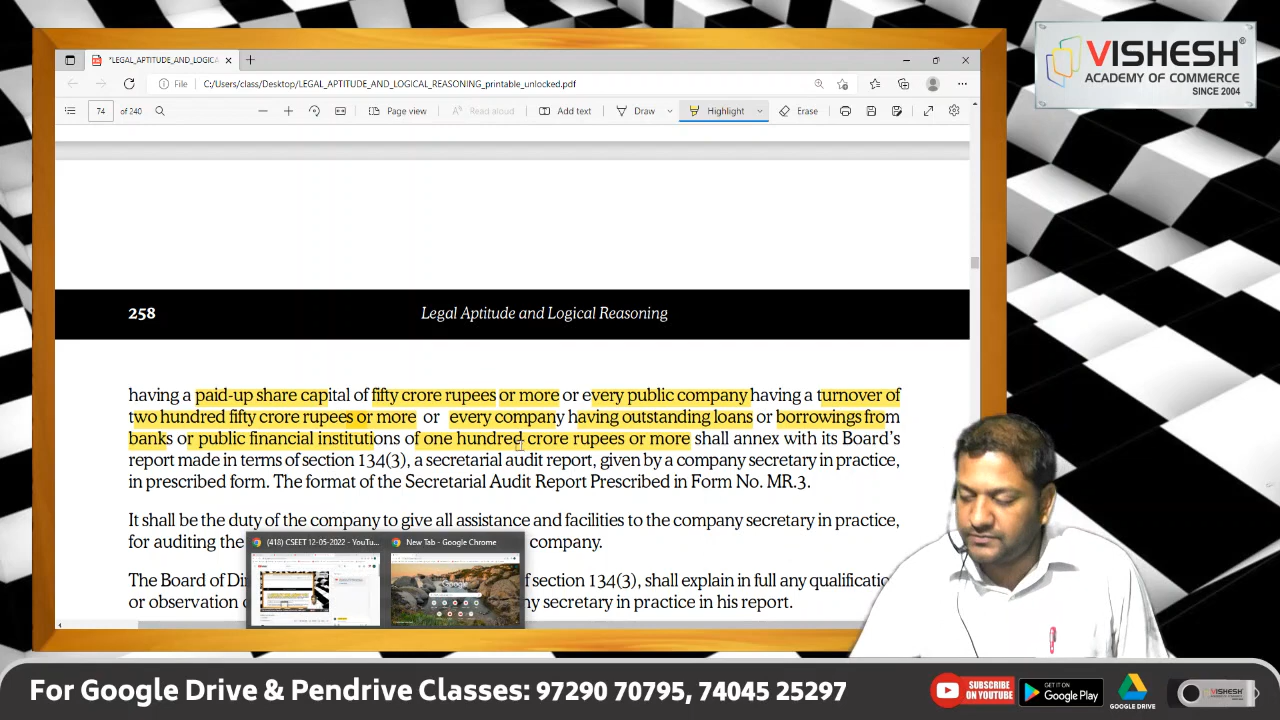 *LEGAL_APTITUDE_AND_LOGICA
File C:/Users/class/Desktop/LEGAL_APTITUDE_AND_LOGICAL_REASONING_printable_unlocked.pdf
74 of 240 Page view Read aloud Add text Draw Highlight Erase
VISHESH®
ACADEMY OF COMMERCE
SINCE 2004
258 Legal Aptitude and Logical Reasoning
having a paid-up share capital of fifty crore rupees or more or every public company having a turnover of
two hundred fifty crore rupees or more or every company having outstanding loans or borrowings from
banks or public financial institutions of one hundred crore rupees or more shall annex with its Board's
report made in terms of section 134(3), a secretarial audit report, given by a company secretary in practice,
in prescribed form. The format of the Secretarial Audit Report Prescribed in Form No. MR.3.
It shall be the duty of the company to give all assistance and facilities to the company secretary in practice,
for auditing the company.
(418) CSEET 12-05-2022 - YouTu... New Tab - Google Chrome
Google
The Board of Dir f section 134(3), shall explain in full any qualificatio
or observation o ny secretary in practice in his report.
For Google Drive & Pendrive Classes: 97290 70795, 74045 25297
SUBSCRIBE
ON YOUTUBE
GET IT ON
Google Play
GOOGLE DRIVE
VISHESH